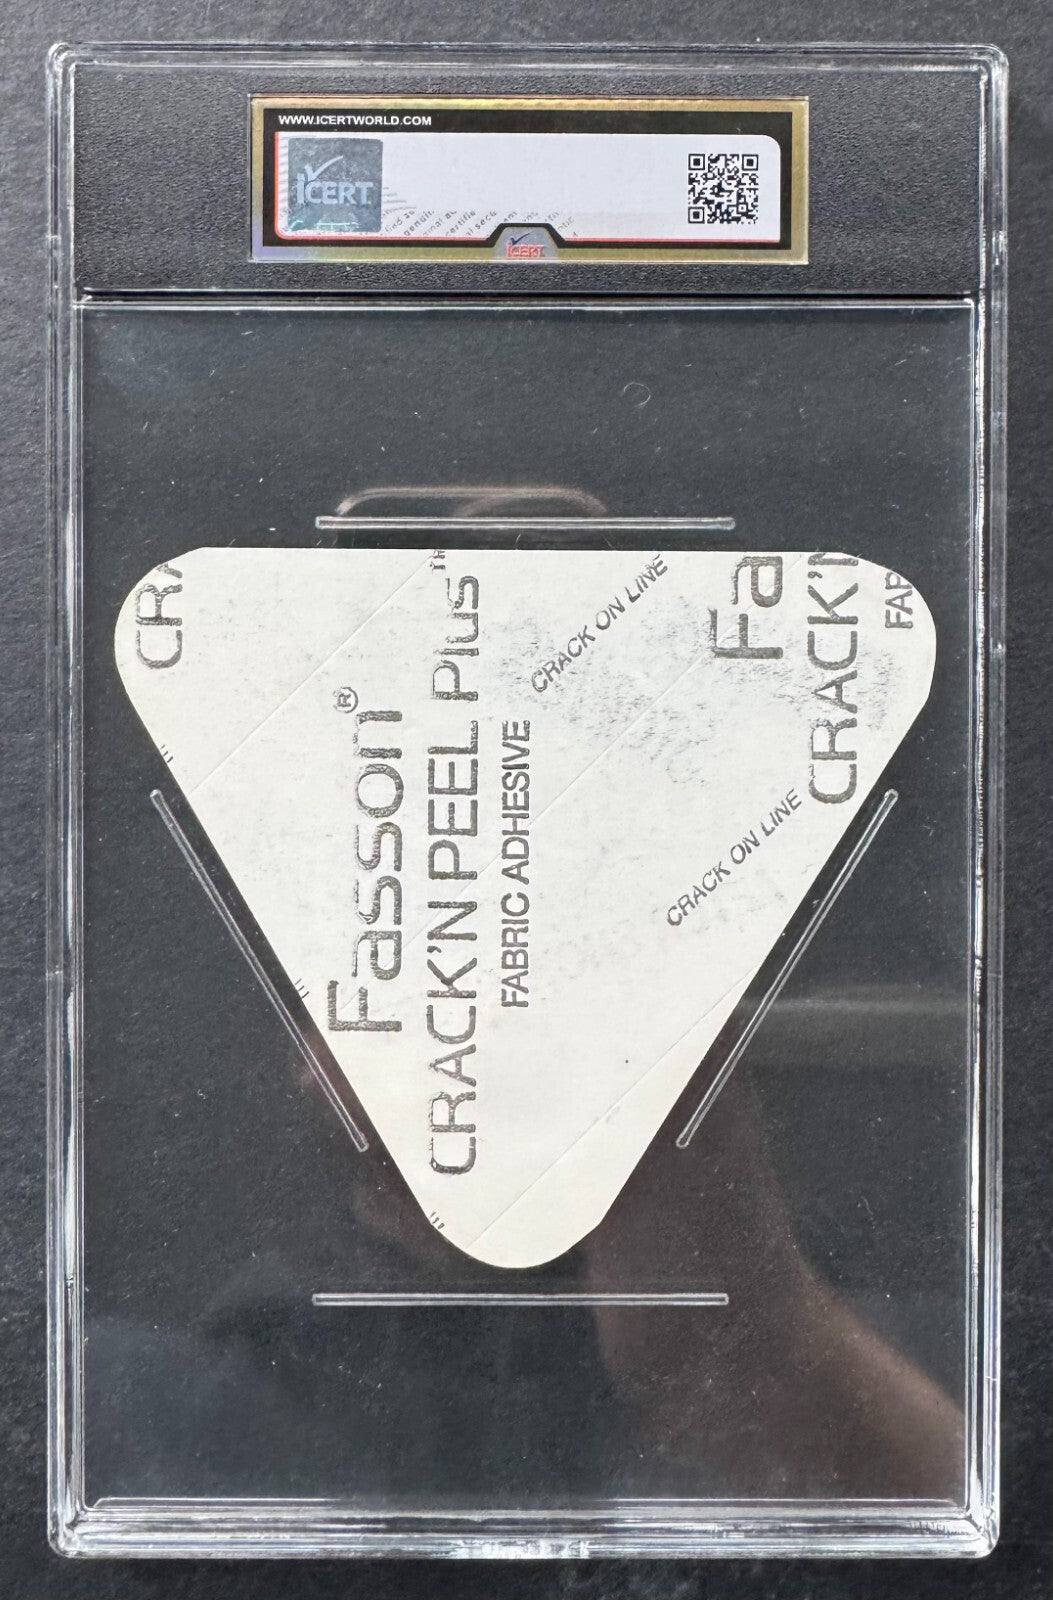 WWW.ICERTWORLD.COM
iCERT
iCERT
CRA
Fasson®
CRACK'N PEEL Plus™
FABRIC ADHESIVE
CRACK ON LINE
CRACK ON LINE
Fa
CRACK'N
FAB